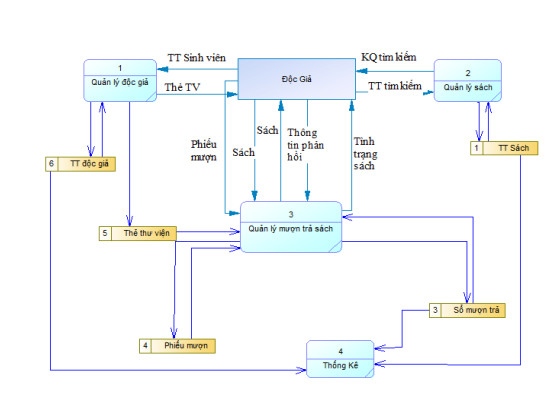 TT Sinh viên
KQ tìm kiếm
1
Quản lý độc giả
Độc Giả
2
Quản lý sách
Thẻ TV
TT tìm kiếm
Phiếu
mượn
Sách
Sách
Thông
tin phản
hồi
Tình
trạng
sách
1 TT Sách
6 TT độc giả
3
Quản lý mượn trả sách
5 Thẻ thư viện
3 Sổ mượn trả
4 Phiếu mượn
4
Thống Kê